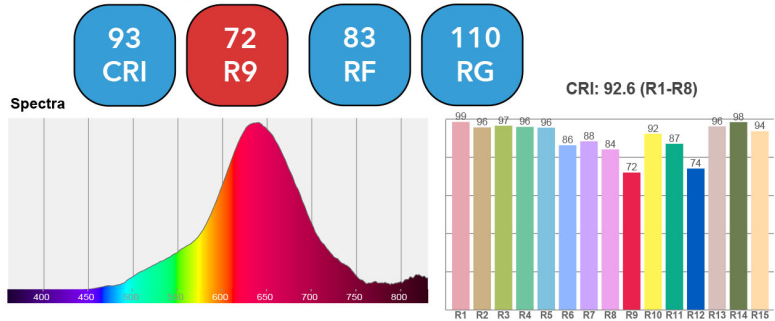 93
CRI
72
R9
83
RF
110
RG
CRI: 92.6 (R1-R8)
Spectra
99 96 97 96 96 86 88 84 72 92 87 74 96 98 94
400 450 500 550 600 650 700 750 800
R1 R2 R3 R4 R5 R6 R7 R8 R9 R10 R11 R12 R13 R14 R15